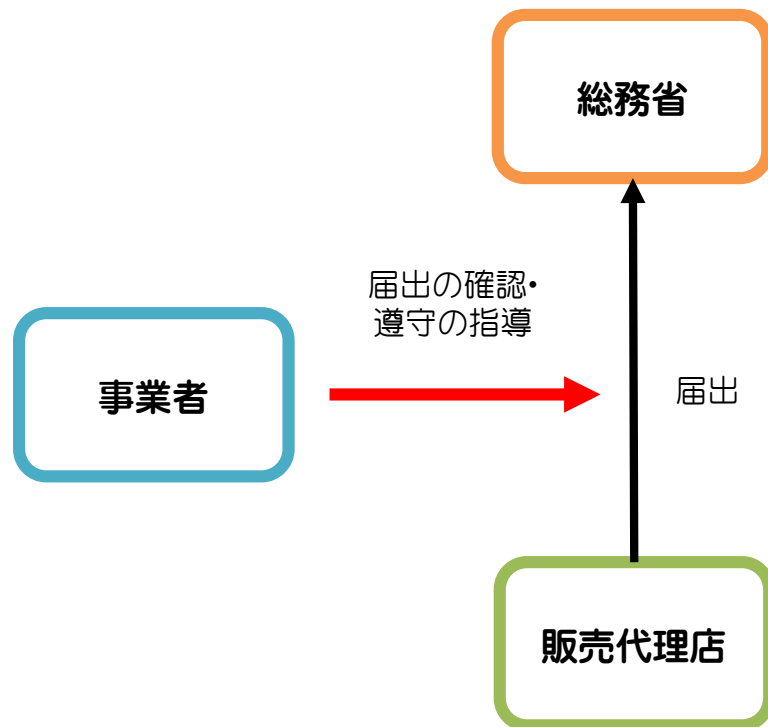 総務省
届出の確認・
遵守の指導
事業者
届出
販売代理店